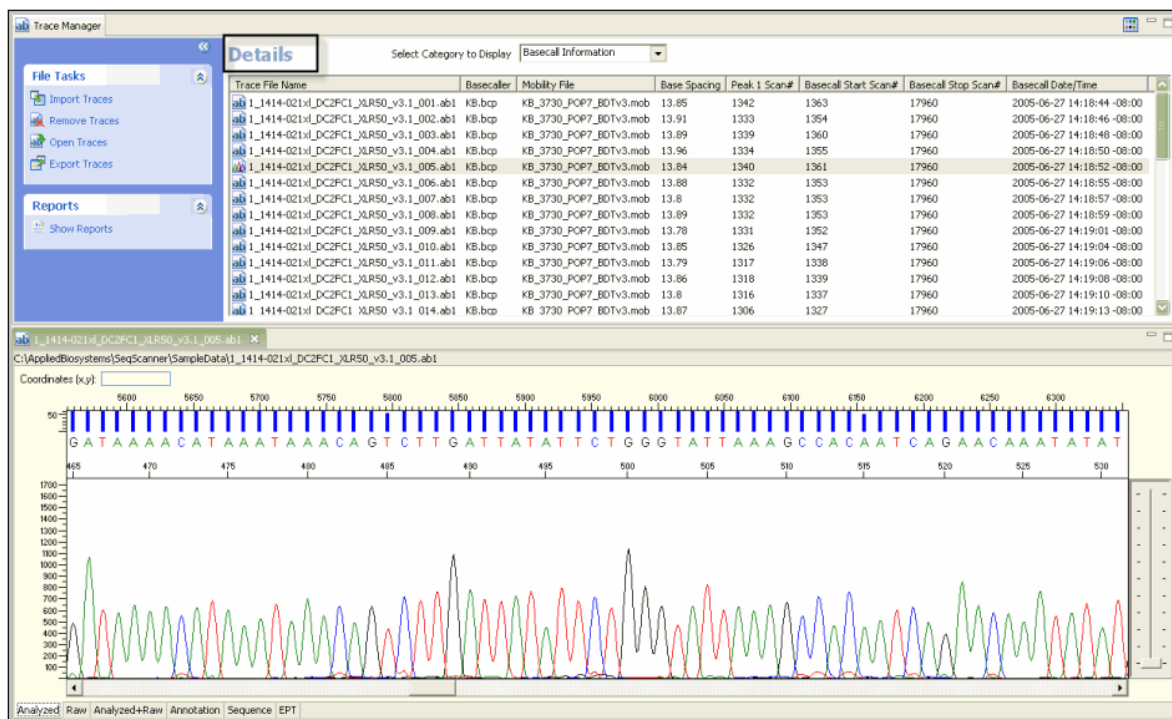 Trace Manager
Details
Select Category to Display Basecall Information
File Tasks
Import Traces
Remove Traces
Open Traces
Export Traces
Reports
Show Reports
Trace File Name Basecaller Mobility File Base Spacing Peak 1 Scan# Basecall Start Scan# Basecall Stop Scan# Basecall Date/Time
1_1414-021xl_DC2FC1_XLR50_v3.1_001.ab1 KB.bcp KB_3730_POP7_BDTv3.mob 13.85 1342 1363 17960 2005-06-27 14:18:44 -08:00
1_1414-021xl_DC2FC1_XLR50_v3.1_002.ab1 KB.bcp KB_3730_POP7_BDTv3.mob 13.91 1333 1354 17960 2005-06-27 14:18:46 -08:00
1_1414-021xl_DC2FC1_XLR50_v3.1_003.ab1 KB.bcp KB_3730_POP7_BDTv3.mob 13.89 1339 1360 17960 2005-06-27 14:18:48 -08:00
1_1414-021xl_DC2FC1_XLR50_v3.1_004.ab1 KB.bcp KB_3730_POP7_BDTv3.mob 13.96 1334 1355 17960 2005-06-27 14:18:50 -08:00
1_1414-021xl_DC2FC1_XLR50_v3.1_005.ab1 KB.bcp KB_3730_POP7_BDTv3.mob 13.84 1340 1361 17960 2005-06-27 14:18:52 -08:00
1_1414-021xl_DC2FC1_XLR50_v3.1_006.ab1 KB.bcp KB_3730_POP7_BDTv3.mob 13.88 1332 1353 17960 2005-06-27 14:18:55 -08:00
1_1414-021xl_DC2FC1_XLR50_v3.1_007.ab1 KB.bcp KB_3730_POP7_BDTv3.mob 13.8 1332 1353 17960 2005-06-27 14:18:57 -08:00
1_1414-021xl_DC2FC1_XLR50_v3.1_008.ab1 KB.bcp KB_3730_POP7_BDTv3.mob 13.89 1332 1353 17960 2005-06-27 14:18:59 -08:00
1_1414-021xl_DC2FC1_XLR50_v3.1_009.ab1 KB.bcp KB_3730_POP7_BDTv3.mob 13.78 1331 1352 17960 2005-06-27 14:19:01 -08:00
1_1414-021xl_DC2FC1_XLR50_v3.1_010.ab1 KB.bcp KB_3730_POP7_BDTv3.mob 13.85 1326 1347 17960 2005-06-27 14:19:04 -08:00
1_1414-021xl_DC2FC1_XLR50_v3.1_011.ab1 KB.bcp KB_3730_POP7_BDTv3.mob 13.79 1317 1338 17960 2005-06-27 14:19:06 -08:00
1_1414-021xl_DC2FC1_XLR50_v3.1_012.ab1 KB.bcp KB_3730_POP7_BDTv3.mob 13.86 1318 1339 17960 2005-06-27 14:19:08 -08:00
1_1414-021xl_DC2FC1_XLR50_v3.1_013.ab1 KB.bcp KB_3730_POP7_BDTv3.mob 13.8 1316 1337 17960 2005-06-27 14:19:10 -08:00
1_1414-021xl_DC2FC1_XLR50_v3.1_014.ab1 KB.bcp KB_3730_POP7_BDTv3.mob 13.87 1306 1327 17960 2005-06-27 14:19:13 -08:00
1_1414-021xl_DC2FC1_XLR50_v3.1_005.ab1
C:\AppliedBiosystems\SeqScanner\SampleData\1_1414-021xl_DC2FC1_XLR50_v3.1_005.ab1
Coordinates (x,y):
5600 5650 5700 5750 5800 5850 5900 5950 6000 6050 6100 6150 6200 6250 6300
50
G A T A A A A C A T A A A T A A A C A G T C T T G A T T A T A T T C T G G G T A T T A A A G C C A C A A T C A G A A C A A A T A T A T
465 470 475 480 485 490 495 500 505 510 515 520 525 530
1700
1600
1500
1400
1300
1200
1100
1000
900
800
700
600
500
400
300
200
100
Analyzed Raw Analyzed+Raw Annotation Sequence EPT